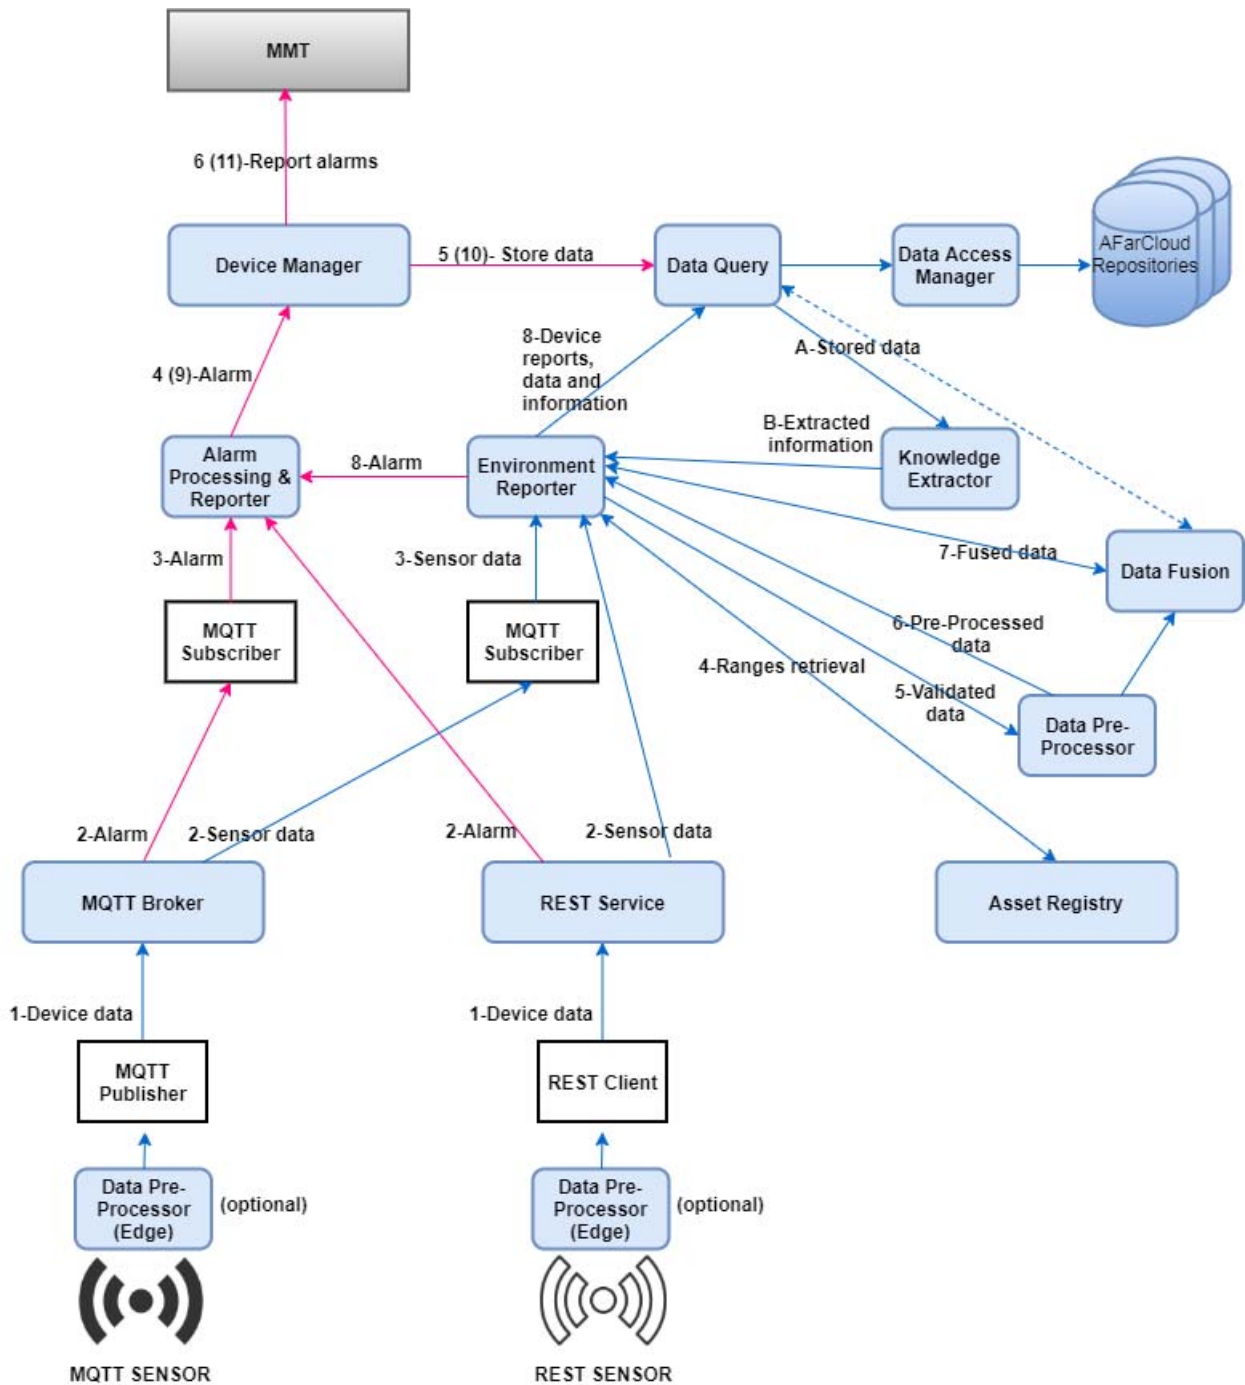 MMT
6 (11)-Report alarms
Device Manager
5 (10)- Store data
Data Query
Data Access
Manager
AFarCloud
Repositories
8-Device
reports,
data and
information
A-Stored data
4 (9)-Alarm
B-Extracted
information
Alarm
Processing &
Reporter
8-Alarm
Environment
Reporter
Knowledge
Extractor
3-Alarm
3-Sensor data
7-Fused data
Data Fusion
MQTT
Subscriber
MQTT
Subscriber
6-Pre-Processed
data
4-Ranges retrieval
5-Validated
data
Data Pre-
Processor
2-Alarm
2-Sensor data
2-Alarm
2-Sensor data
MQTT Broker
REST Service
Asset Registry
1-Device data
1-Device data
MQTT
Publisher
REST Client
Data Pre-
Processor
(Edge)
(optional)
Data Pre-
Processor
(Edge)
(optional)
MQTT SENSOR
REST SENSOR